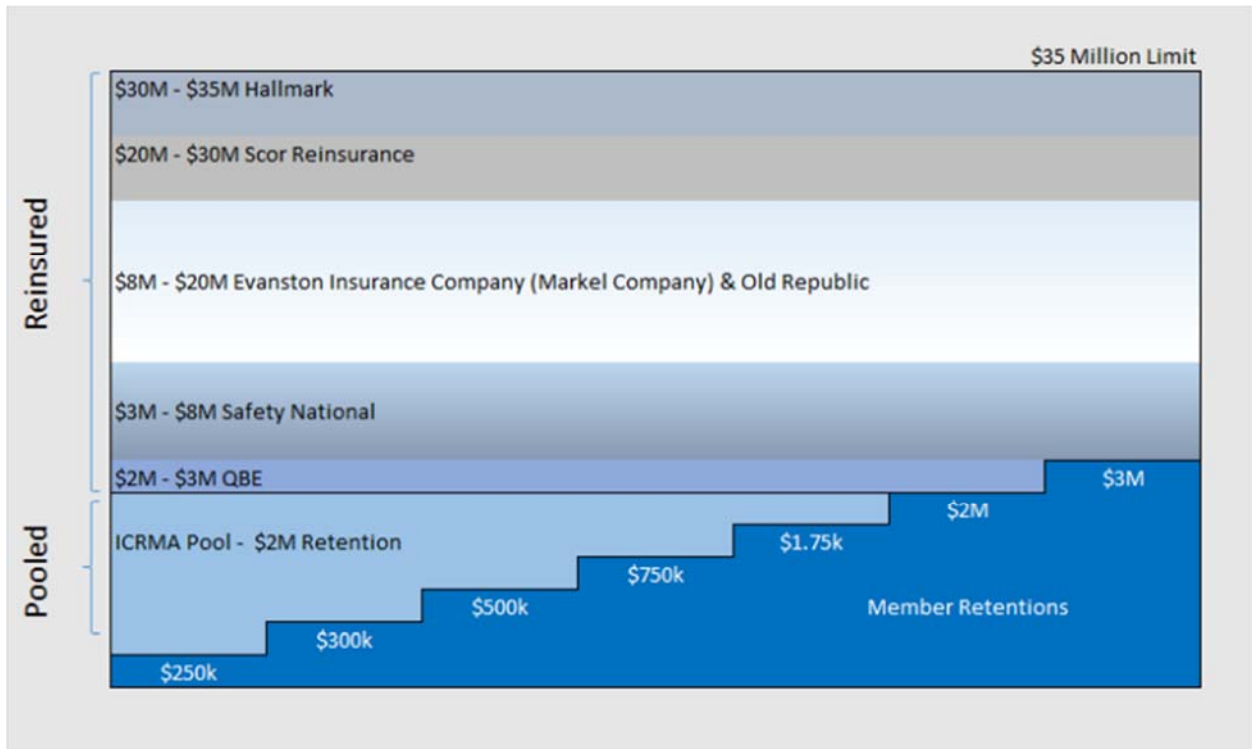 $35 Million Limit
$30M - $35M Hallmark
$20M - $30M Scor Reinsurance
Reinsured
$8M - $20M Evanston Insurance Company (Markel Company) & Old Republic
$3M - $8M Safety National
$2M - $3M QBE
$3M
$2M
Pooled
ICRMA Pool -  $2M Retention
$1.75k
$750k
$500k
Member Retentions
$300k
$250k